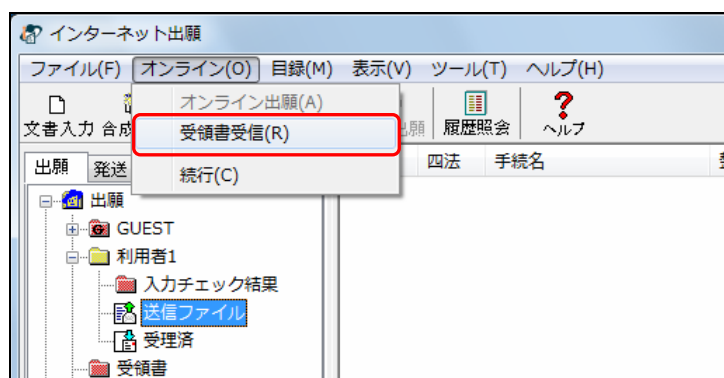 インターネット出願
ファイル(F) オンライン(O) 目録(M) 表示(V) ツール(T) ヘルプ(H)
オンライン出願(A)
文書入力 合成 履歴照会 ヘルプ
受領書受信(R)
続行(C)
出願 発送 四法 手続名
出願
GUEST
利用者1
入力チェック結果
送信ファイル
受理済
受領書